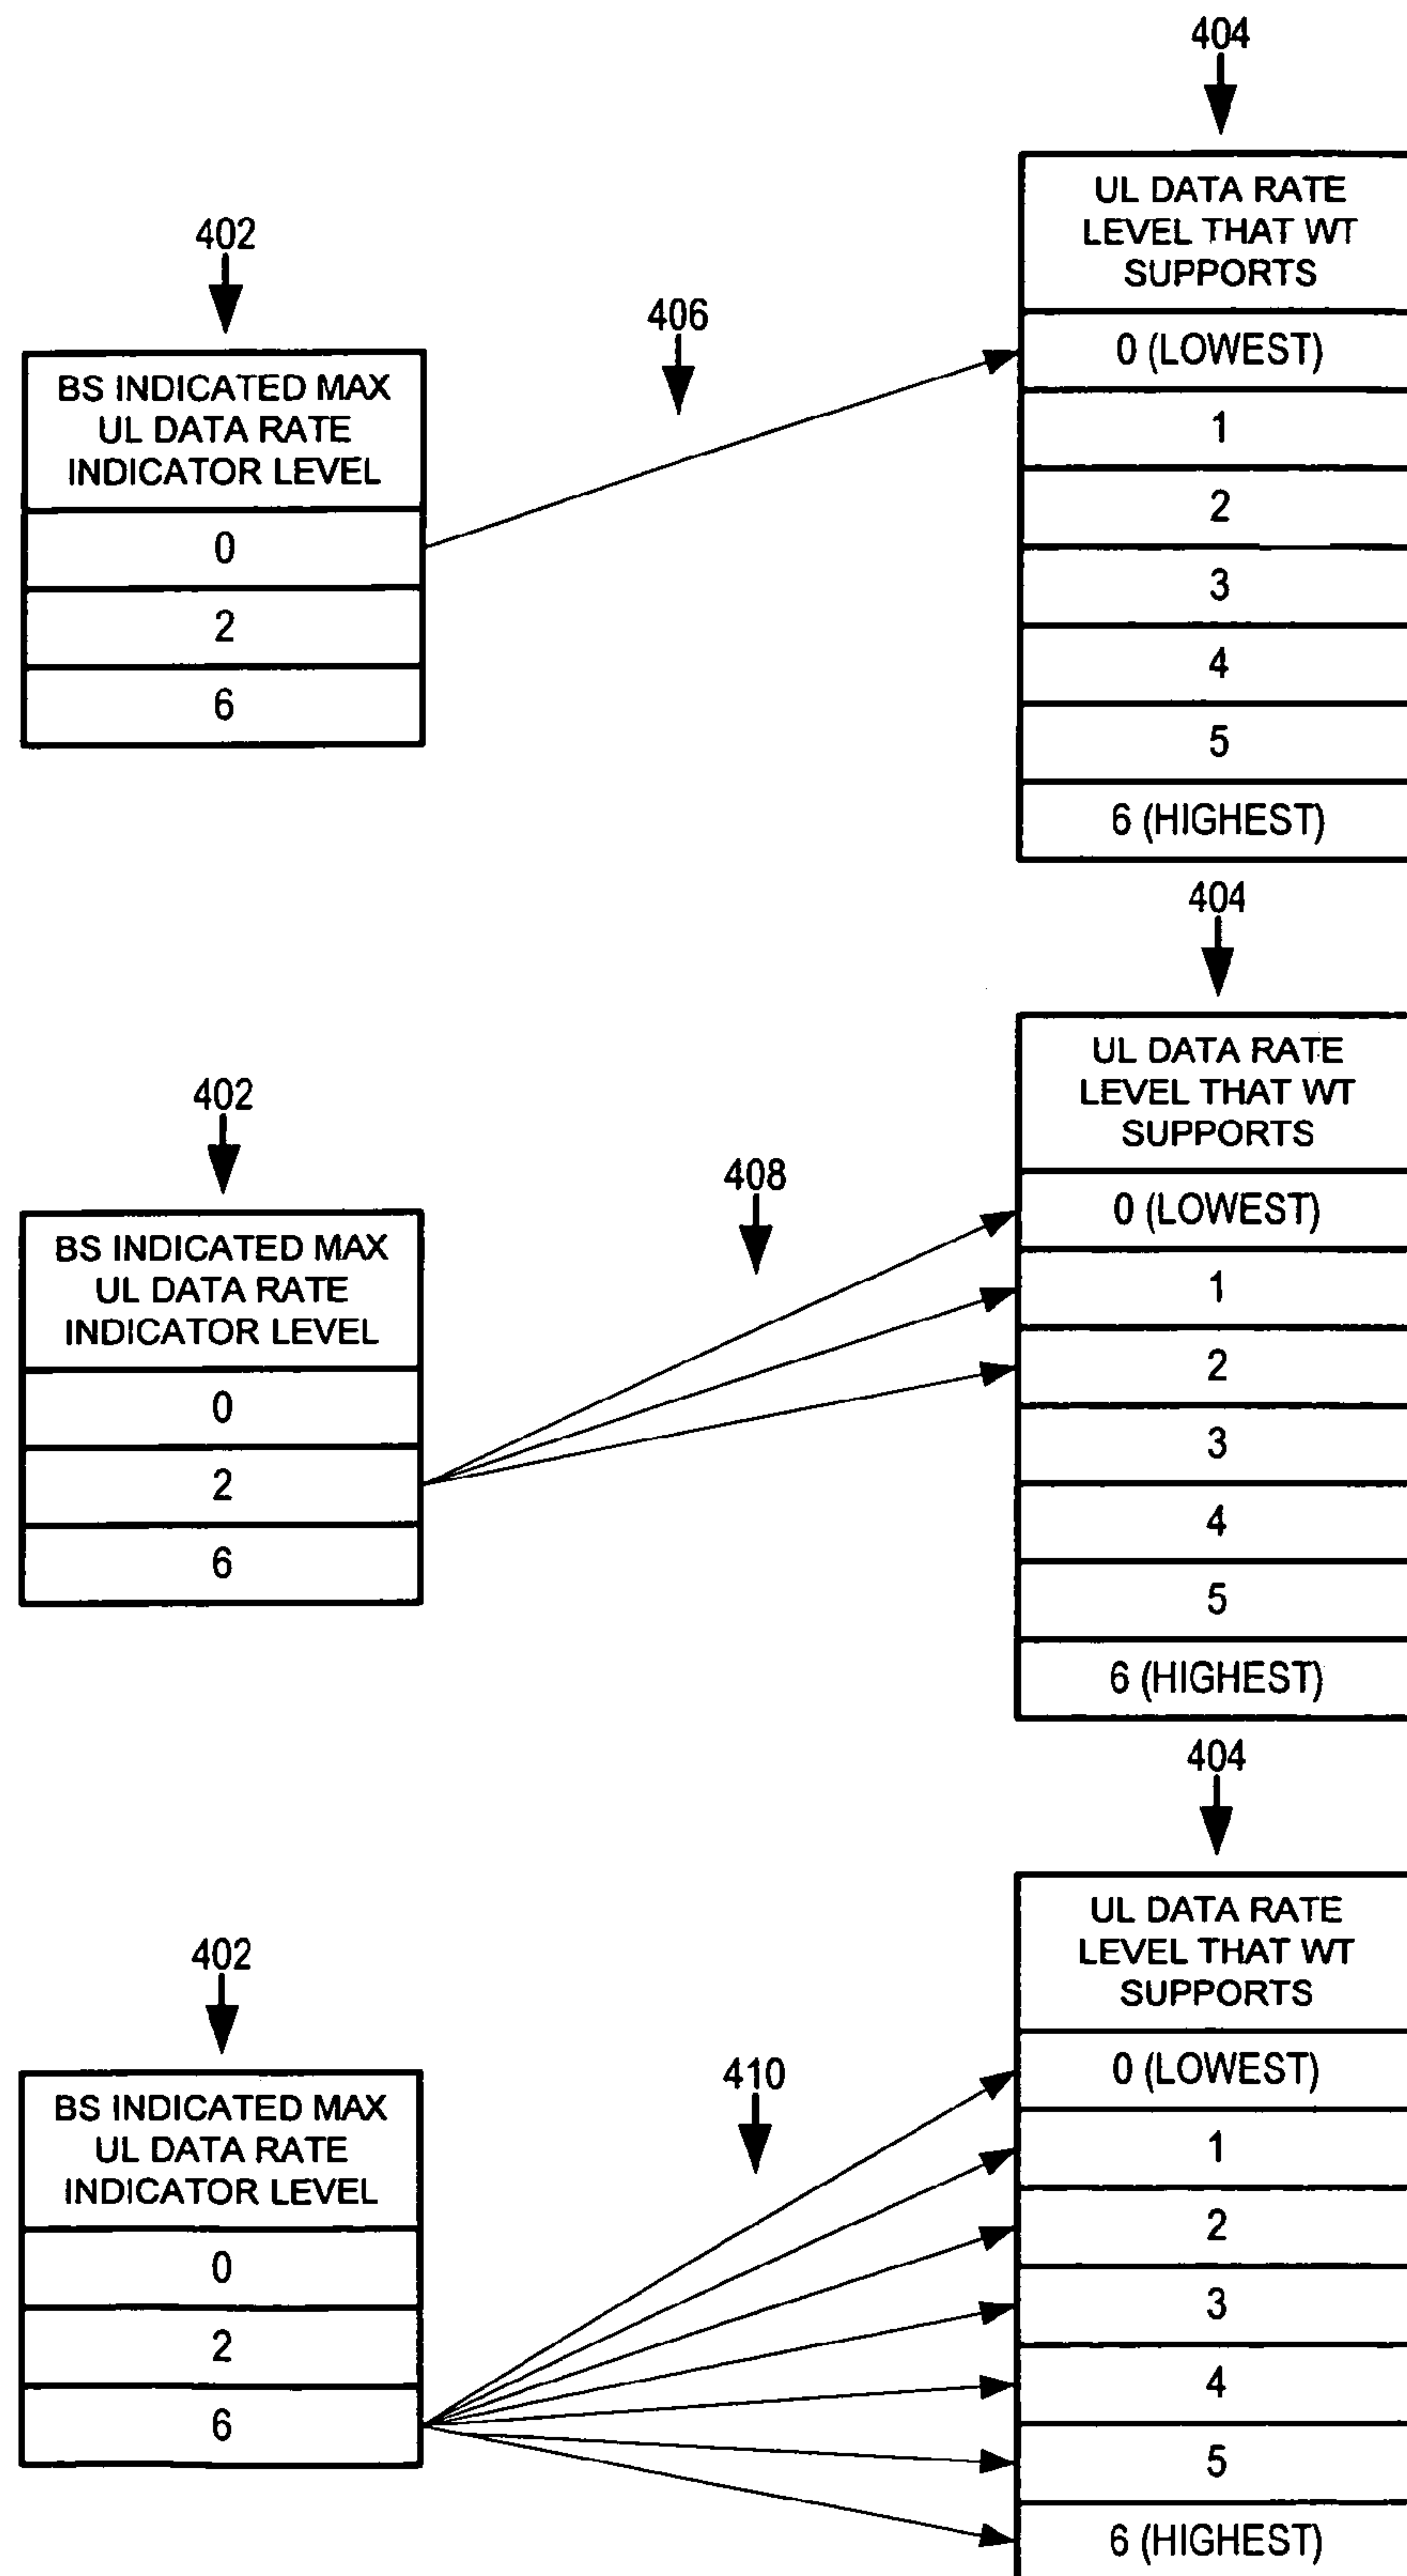 404
UL DATA RATE
LEVEL THAT WT
SUPPORTS
0 (LOWEST)
1
2
3
4
5
6 (HIGHEST)
402
BS INDICATED MAX
UL DATA RATE
INDICATOR LEVEL
0
2
6
406
404
UL DATA RATE
LEVEL THAT WT
SUPPORTS
0 (LOWEST)
1
2
3
4
5
6 (HIGHEST)
402
BS INDICATED MAX
UL DATA RATE
INDICATOR LEVEL
0
2
6
408
404
UL DATA RATE
LEVEL THAT WT
SUPPORTS
0 (LOWEST)
1
2
3
4
5
6 (HIGHEST)
402
BS INDICATED MAX
UL DATA RATE
INDICATOR LEVEL
0
2
6
410